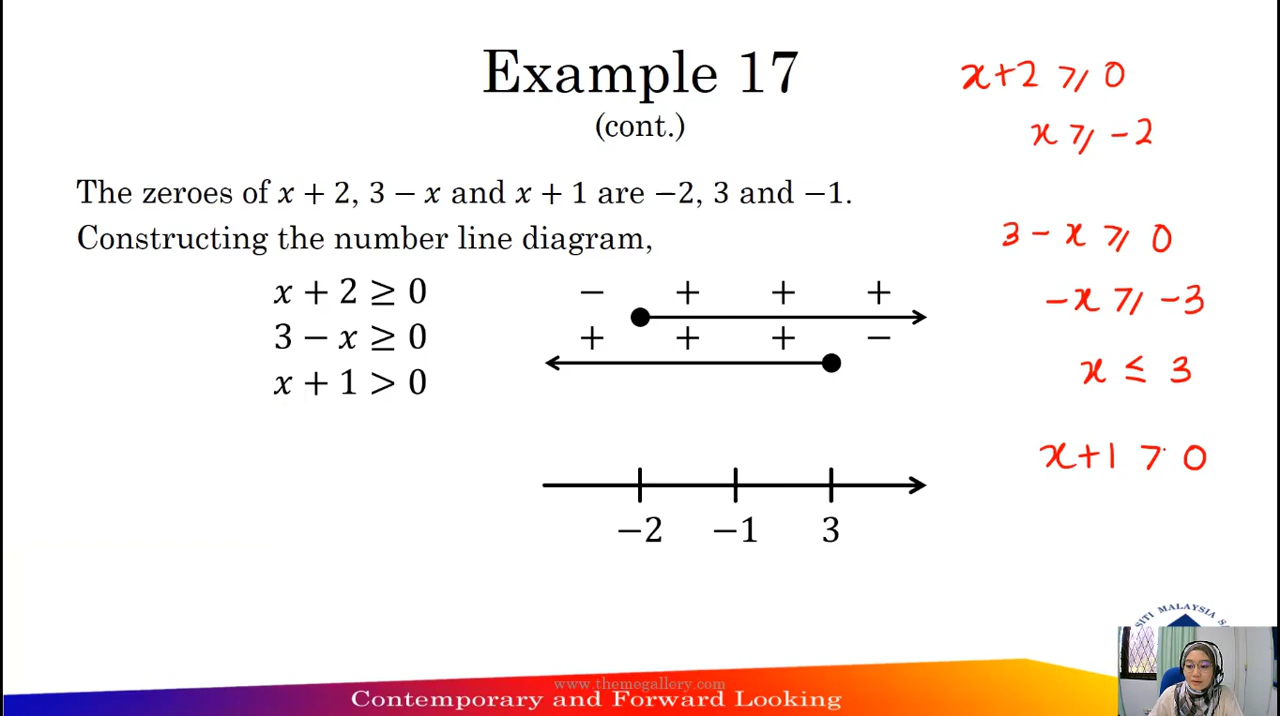 Example 17
(cont.)
The zeroes of x + 2, 3 − x and x + 1 are −2, 3 and −1.
Constructing the number line diagram,
x + 2 ≥ 0
− + + +
3 − x ≥ 0
+ + + −
x + 1 > 0
−2 −1 3
x+2 ≥ 0
x ≥ -2
3 - x ≥ 0
-x ≥ -3
x ≤ 3
x+1 > 0
SITI MALAYSIA S
www.themegallery.com
Contemporary and Forward Looking